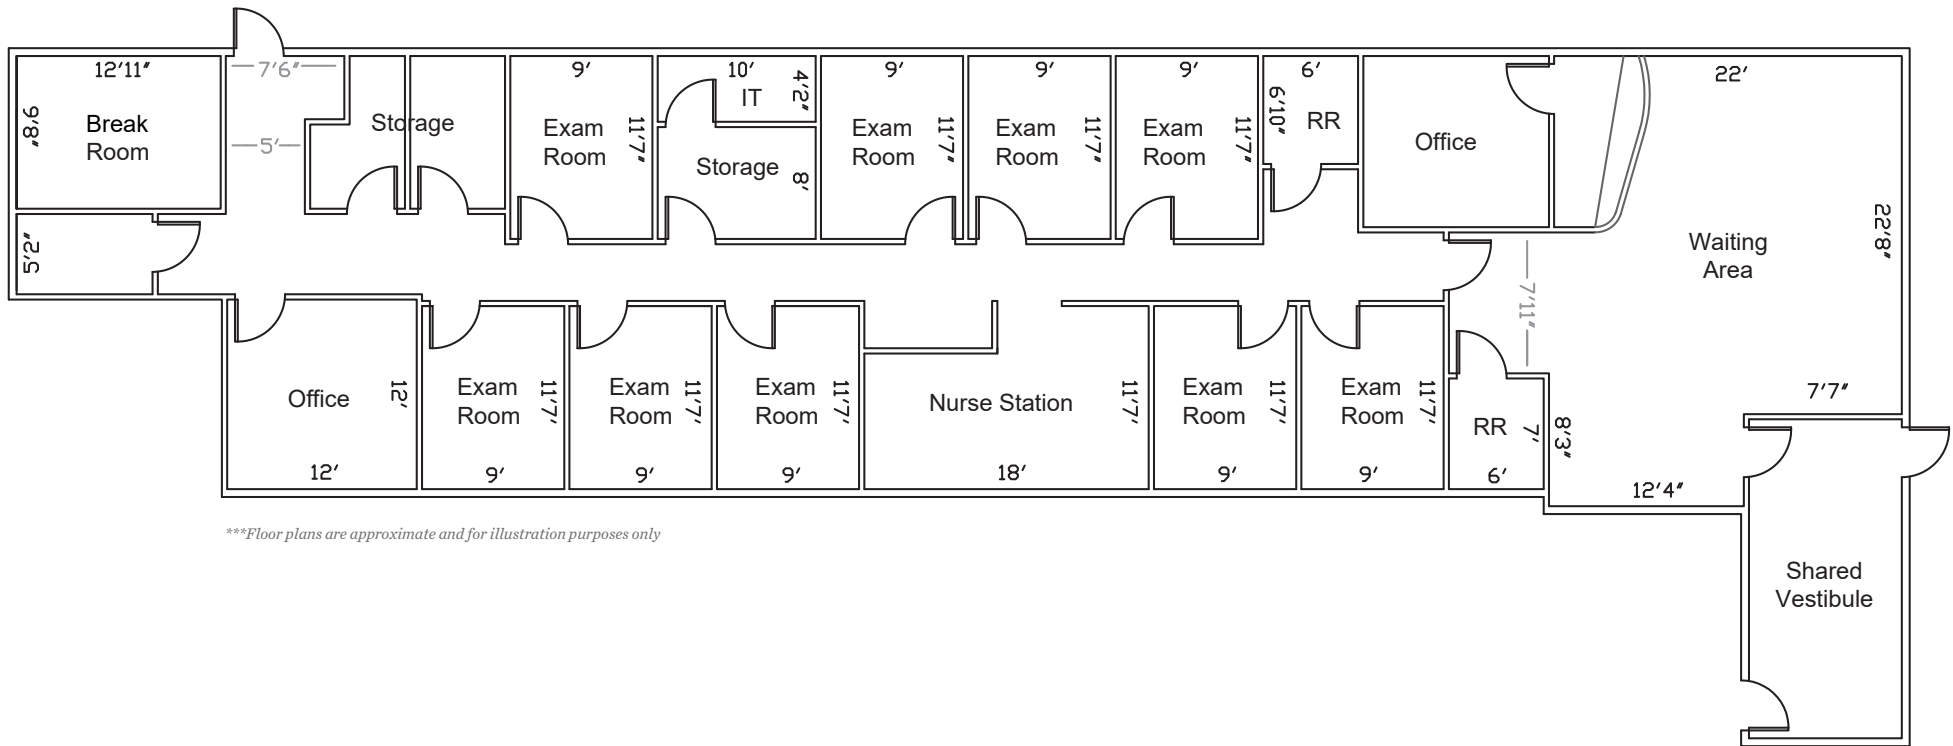 12'11"
9'8"
Break
Room
5'2"
7'6"
5'
Storage
9'
11'7"
Exam
Room
10'
4'2"
IT
Storage
8'
9'
11'7"
Exam
Room
9'
11'7"
Exam
Room
9'
11'7"
Exam
Room
6'
6'10"
RR
Office
22'
22'8"
Waiting
Area
7'11"
7'7"
Office
12'
12'
Exam
Room
11'7'
9'
Exam
Room
11'7'
9'
Exam
Room
11'7'
9'
Nurse Station
11'7'
18'
Exam
Room
11'7'
9'
Exam
Room
11'7'
9'
RR
7'
6'
8'3"
12'4"
***Floor plans are approximate and for illustration purposes only
Shared
Vestibule